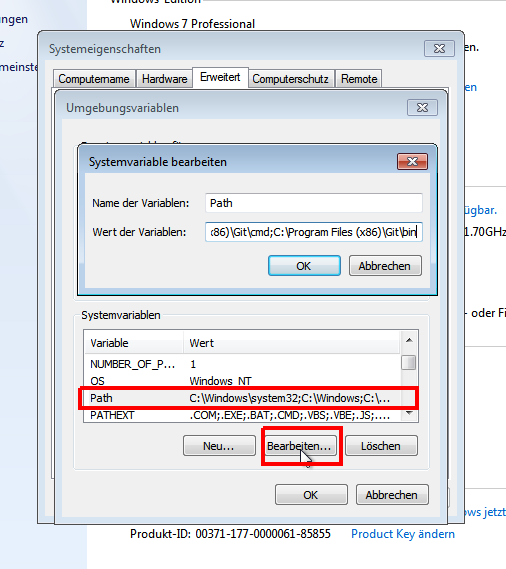 Windows-Edition
ungen
Windows 7 Professional
Systemeigenschaften
z
en.
meinste
Computername Hardware Erweitert Computerschutz Remote
en
Umgebungsvariablen
Systemvariable bearbeiten
Name der Variablen: Path
ügbar.
Wert der Variablen: :86)\Git\cmd;C:\Program Files (x86)\Git\bin
1.70GHz
OK Abbrechen
Systemvariablen
- oder Fi
Variable Wert
NUMBER_OF_P... 1
OS Windows_NT
Path C:\Windows\system32;C:\Windows;C:\...
PATHEXT .COM;.EXE;.BAT;.CMD;.VBS;.VBE;.JS;....
Neu... Bearbeiten... Löschen
OK Abbrechen
ows jetzt
Produkt-ID: 00371-177-0000061-85855 Product Key ändern